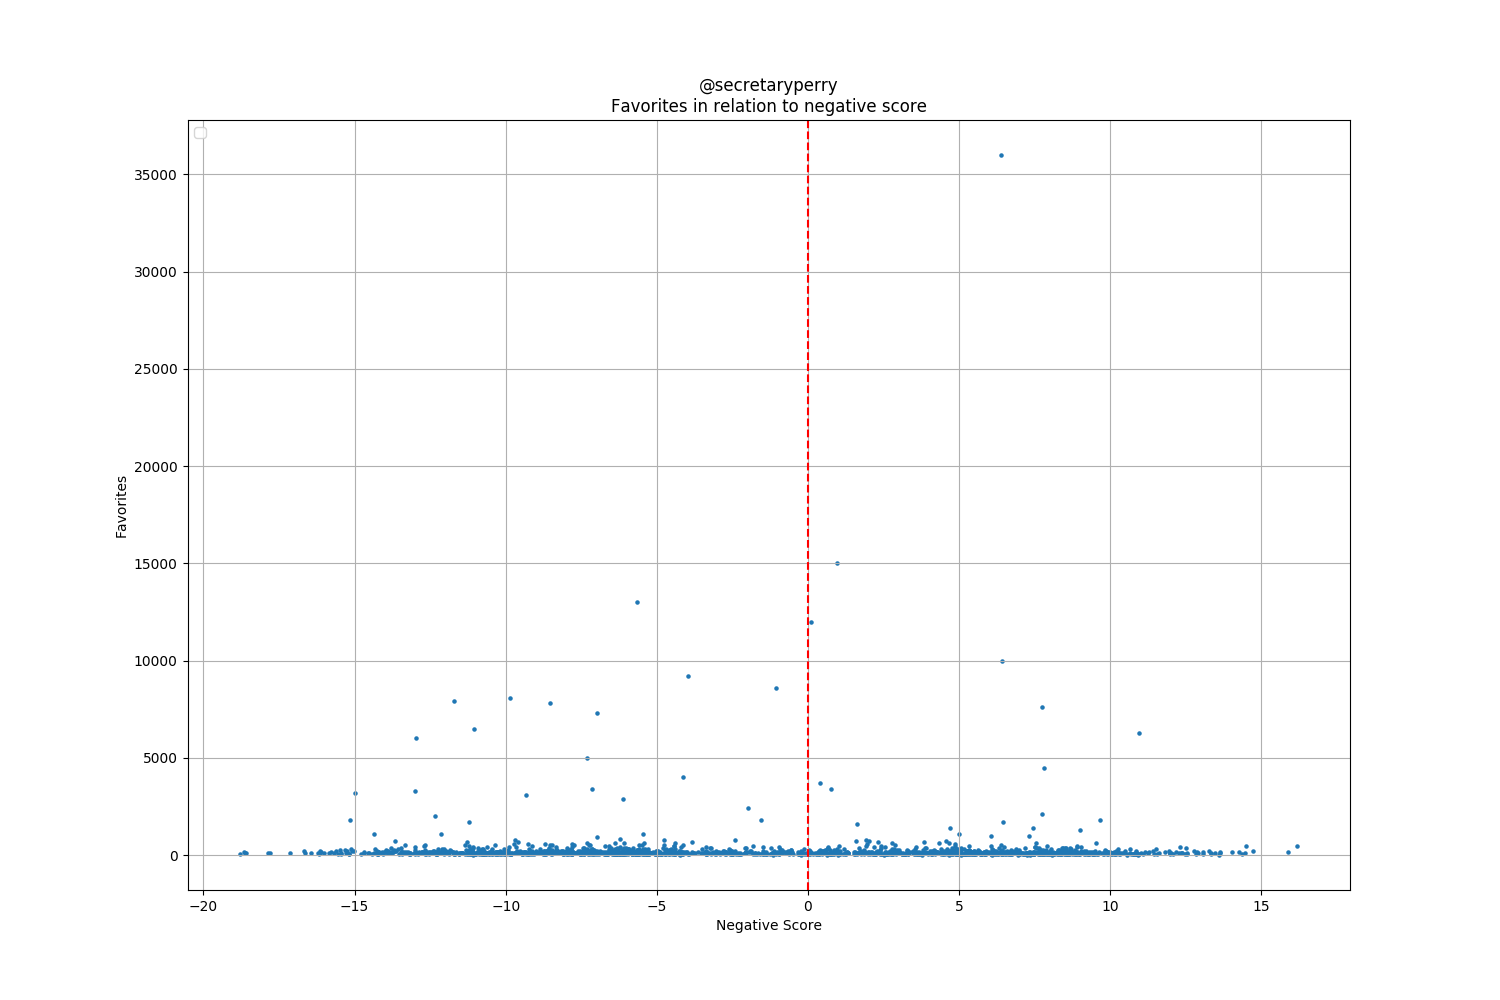 @secretaryperry
Favorites in relation to negative score
35000
30000
25000
20000
15000
10000
5000
0
Favorites
−20 −15 −10 −5 0 5 10 15
Negative Score